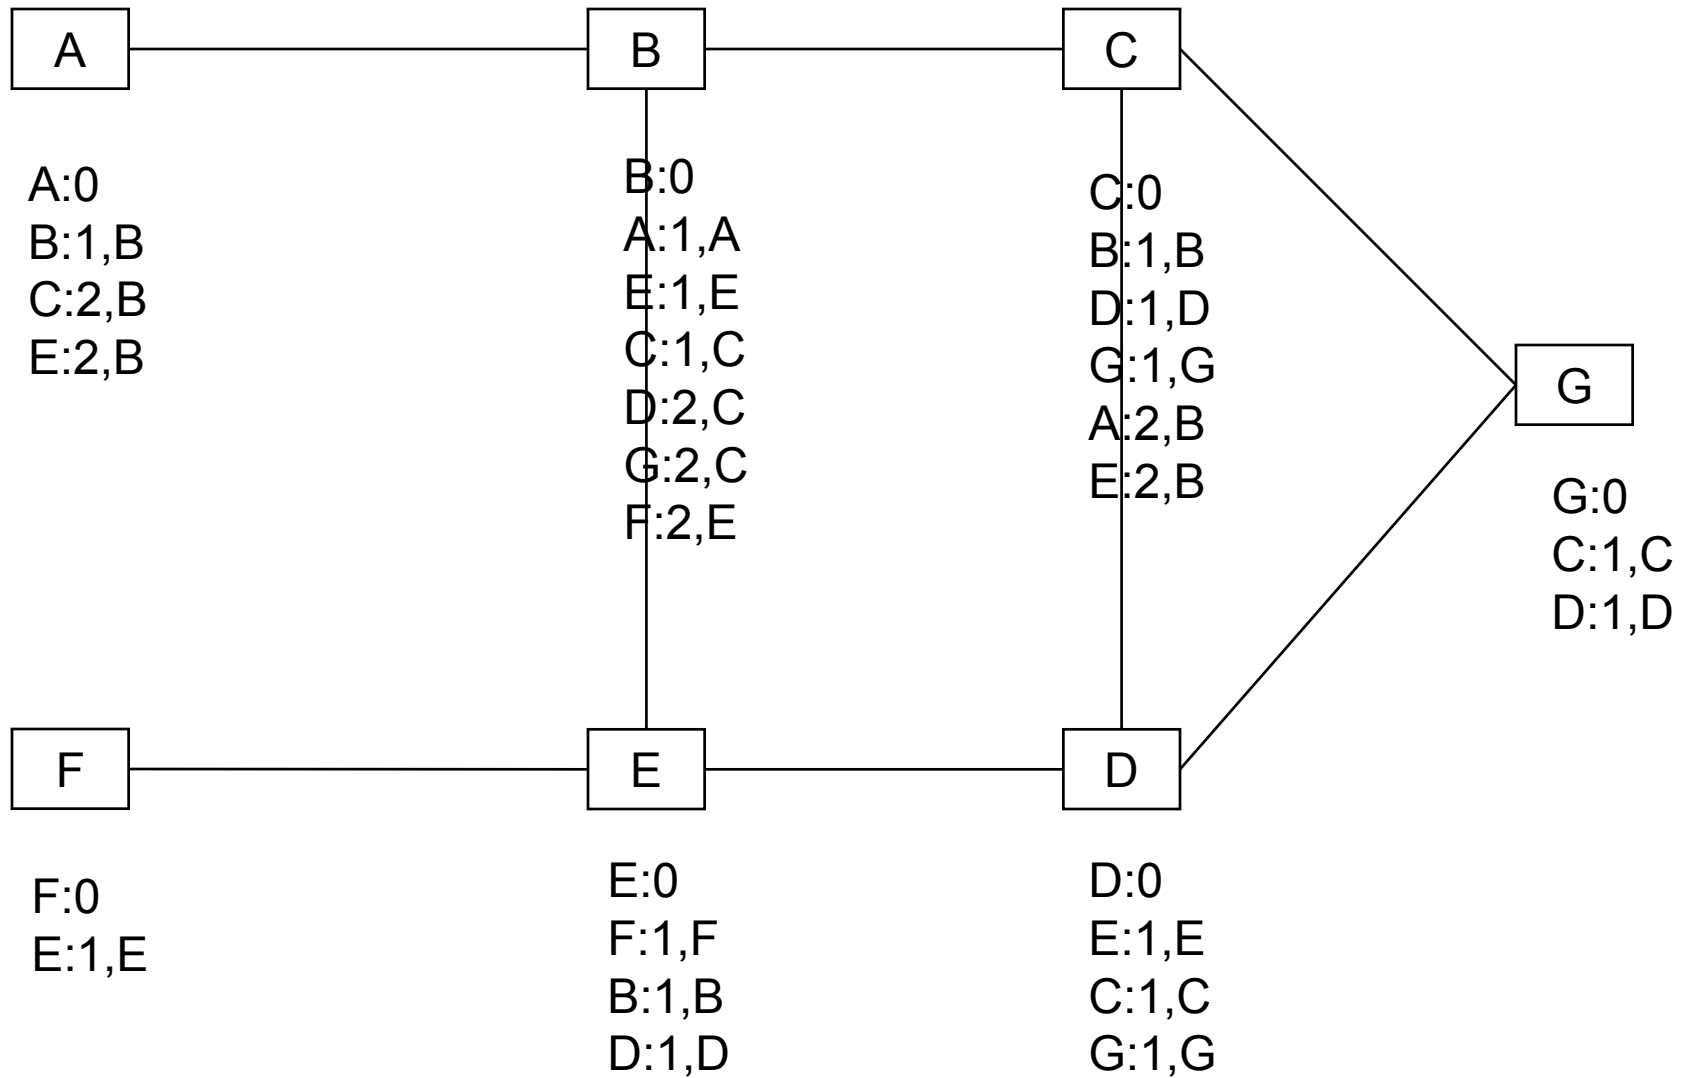 A
B
C
A:0
B:1,B
C:2,B
E:2,B
B:0
A:1,A
E:1,E
C:1,C
D:2,C
G:2,C
F:2,E
C:0
B:1,B
D:1,D
G:1,G
A:2,B
E:2,B
G
G:0
C:1,C
D:1,D
F
E
D
F:0
E:1,E
E:0
F:1,F
B:1,B
D:1,D
D:0
E:1,E
C:1,C
G:1,G